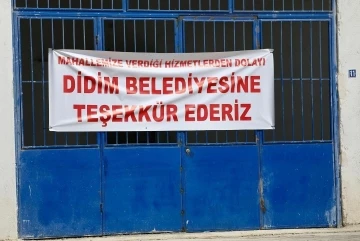 MAHALLEMİZE VERDİĞİ HİZMETLERDEN DOLAYI
DİDİM BELEDİYESİNE
TEŞEKKÜR EDERİZ
11